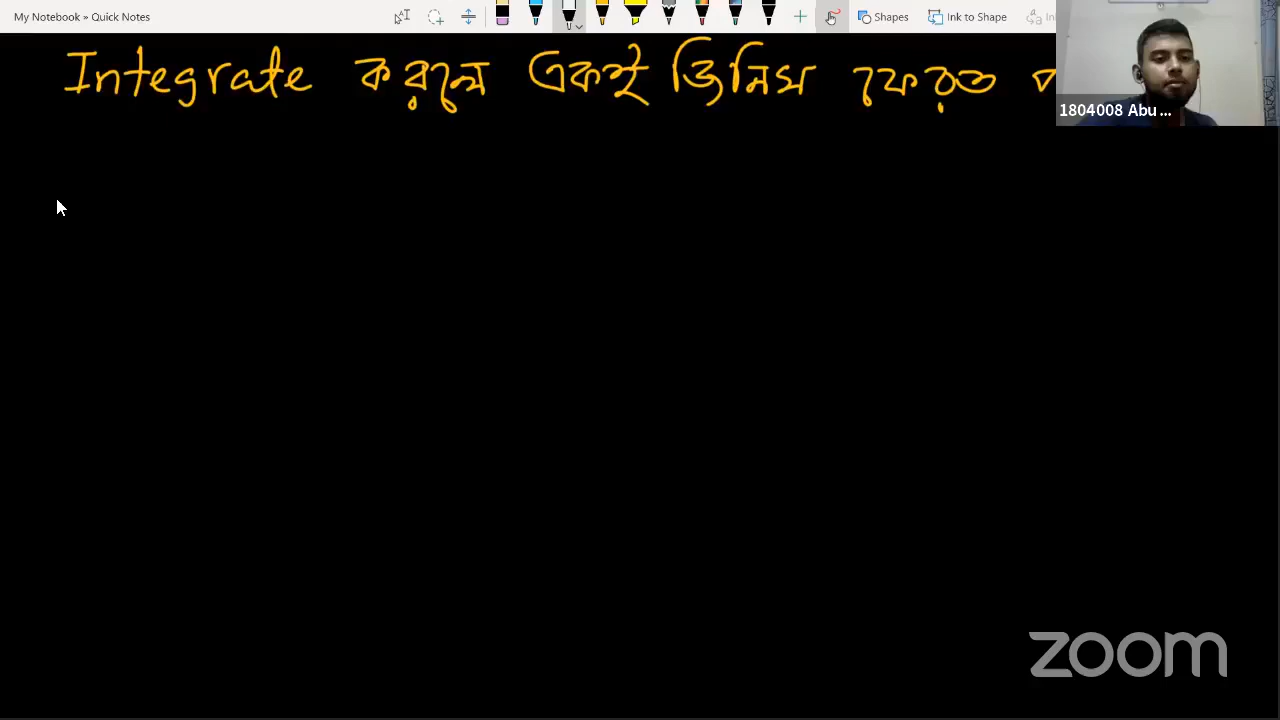 My Notebook » Quick Notes
Shapes
Ink to Shape
Integrate করলে একই জিনিস ফেরত
1804008 Abu ...
zoom